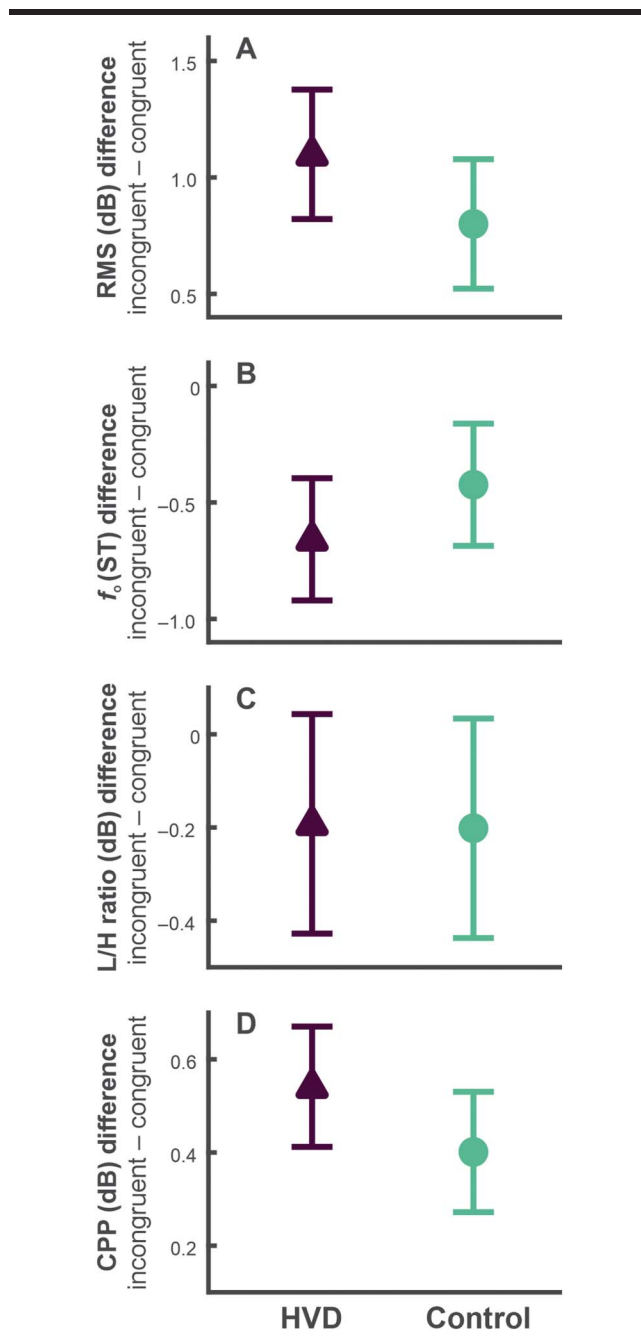 A
RMS (dB) difference
incongruent – congruent
1.5
1.0
0.5
B
fo (ST) difference
incongruent – congruent
0
−0.5
−1.0
C
L/H ratio (dB) difference
incongruent – congruent
0
−0.2
−0.4
D
CPP (dB) difference
incongruent – congruent
0.6
0.4
0.2
HVD Control